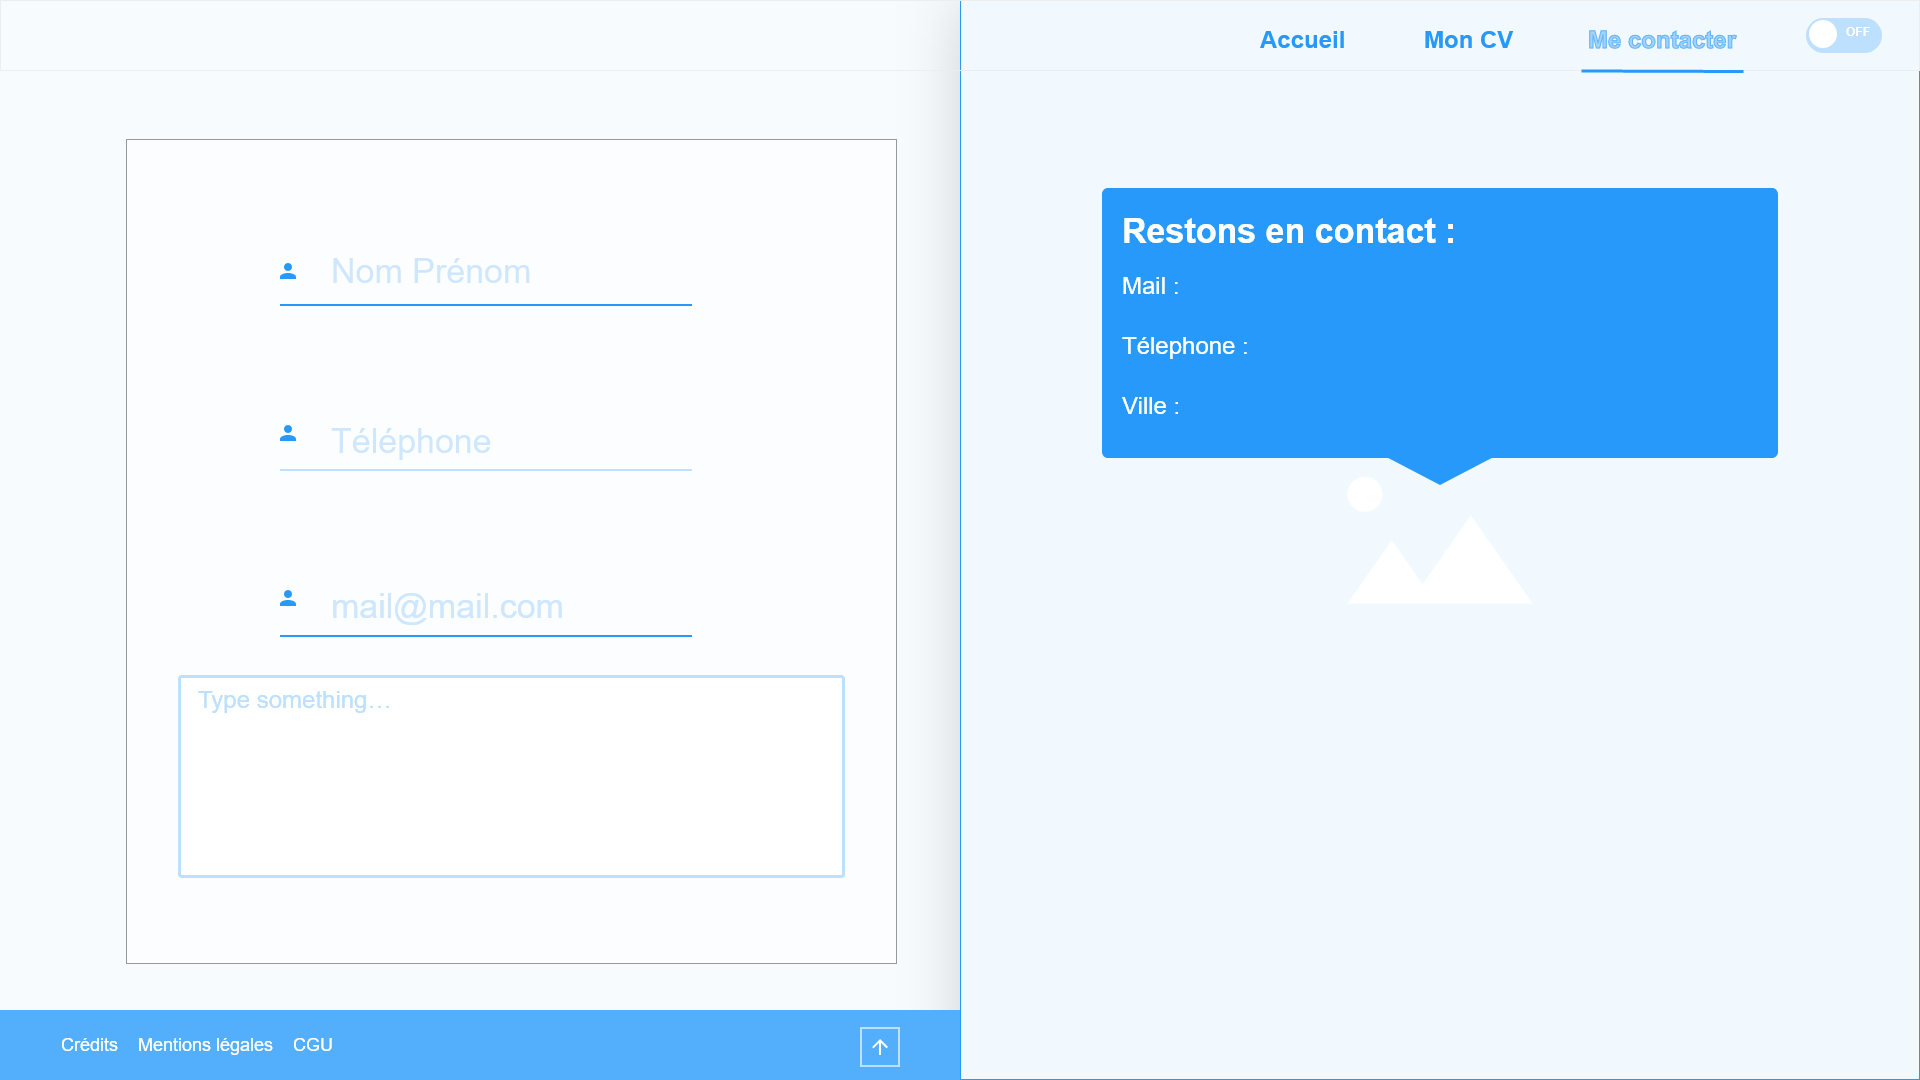 Accueil
Mon CV
Me contacter
OFF
Nom Prénom
Téléphone
mail@mail.com
Type something...
Restons en contact :
Mail :
Télephone :
Ville :
Crédits
Mentions légales
CGU